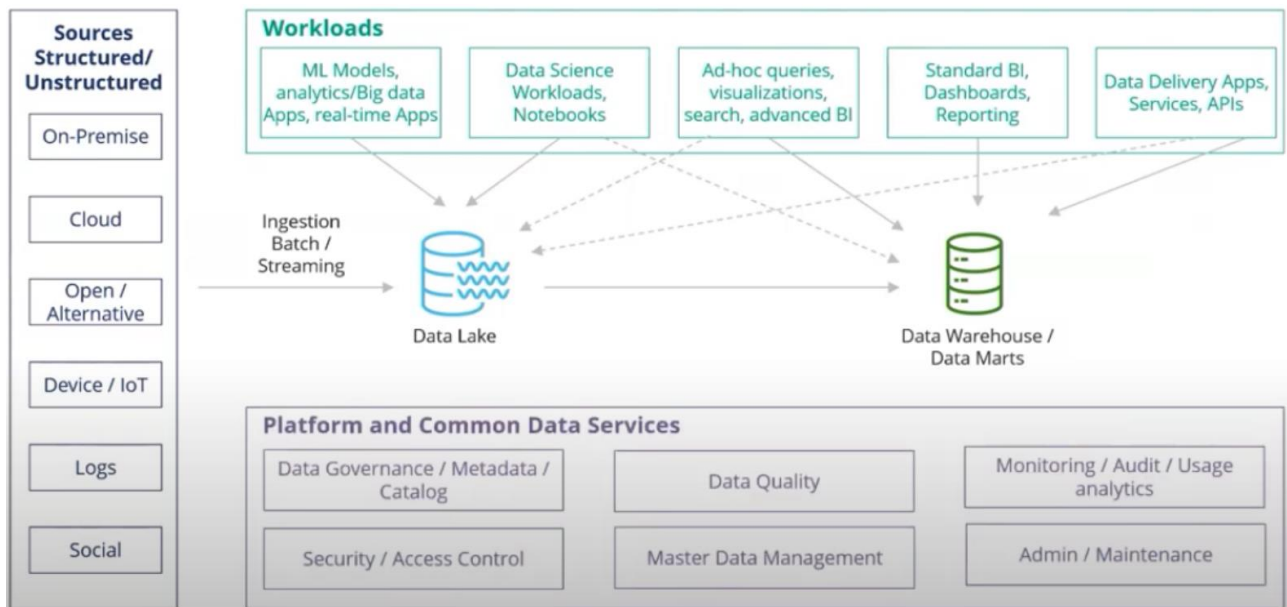 Sources
Structured/
Unstructured
On-Premise
Cloud
Open /
Alternative
Device / IoT
Logs
Social
Workloads
ML Models,
analytics/Big data
Apps, real-time Apps
Data Science
Workloads,
Notebooks
Ad-hoc queries,
visualizations,
search, advanced BI
Standard BI,
Dashboards,
Reporting
Data Delivery Apps,
Services, APIs
Ingestion
Batch /
Streaming
Data Lake
Data Warehouse /
Data Marts
Platform and Common Data Services
Data Governance / Metadata /
Catalog
Data Quality
Monitoring / Audit / Usage
analytics
Security / Access Control
Master Data Management
Admin / Maintenance